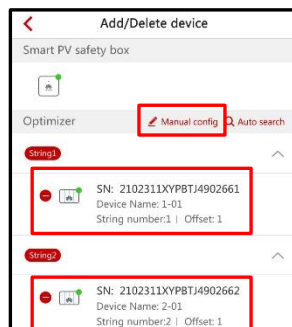 Add/Delete device
Smart PV safety box
Optimizer Manual config Auto search
String1
SN: 2102311XYPBTJ4902661
Device Name: 1-01
String number:1 | Offset: 1
String2
SN: 2102311XYPBTJ4902662
Device Name: 2-01
String number:2 | Offset: 1